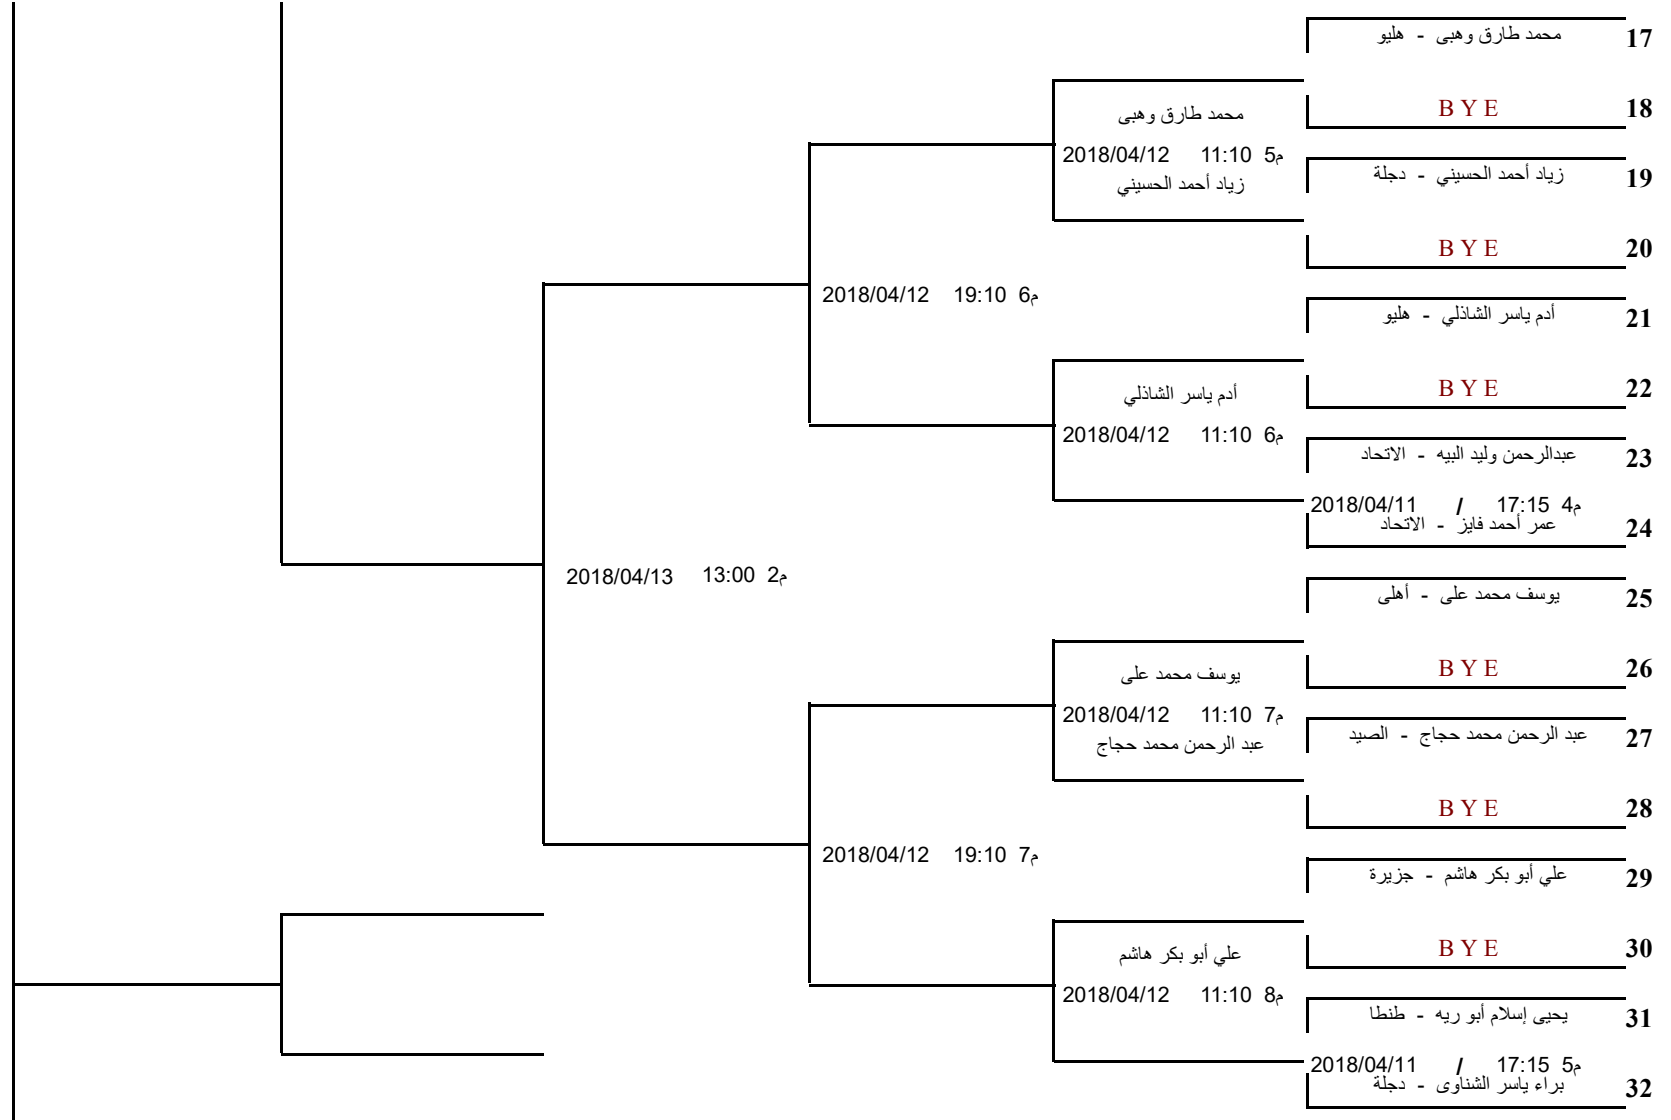 محمد طارق وهبى - هليو 17
B Y E 18
محمد طارق وهبى
2018/04/12 11:10 م5
زياد أحمد الحسيني
زياد أحمد الحسيني - دجلة 19
B Y E 20
2018/04/12 19:10 م6
أدم ياسر الشاذلي - هليو 21
B Y E 22
أدم ياسر الشاذلي
2018/04/12 11:10 م6
عبدالرحمن وليد البيه - الاتحاد 23
2018/04/11 / 17:15 م4
عمر أحمد فايز - الاتحاد 24
2018/04/13 13:00 م2
يوسف محمد على - أهلى 25
B Y E 26
يوسف محمد على
2018/04/12 11:10 م7
عبد الرحمن محمد حجاج
عبد الرحمن محمد حجاج - الصيد 27
B Y E 28
2018/04/12 19:10 م7
علي أبو بكر هاشم - جزيرة 29
B Y E 30
علي أبو بكر هاشم
2018/04/12 11:10 م8
يحيى إسلام أبو ريه - طنطا 31
2018/04/11 / 17:15 م5
براء ياسر الشناوى - دجلة 32